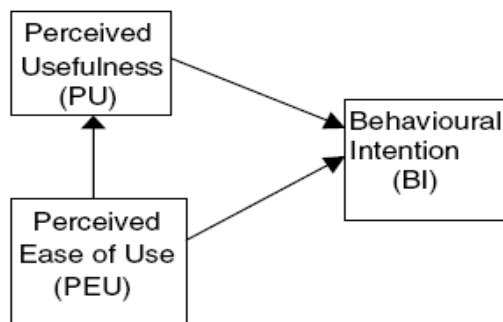 Perceived
Usefulness
(PU)
Behavioural
Intention
(BI)
Perceived
Ease of Use
(PEU)